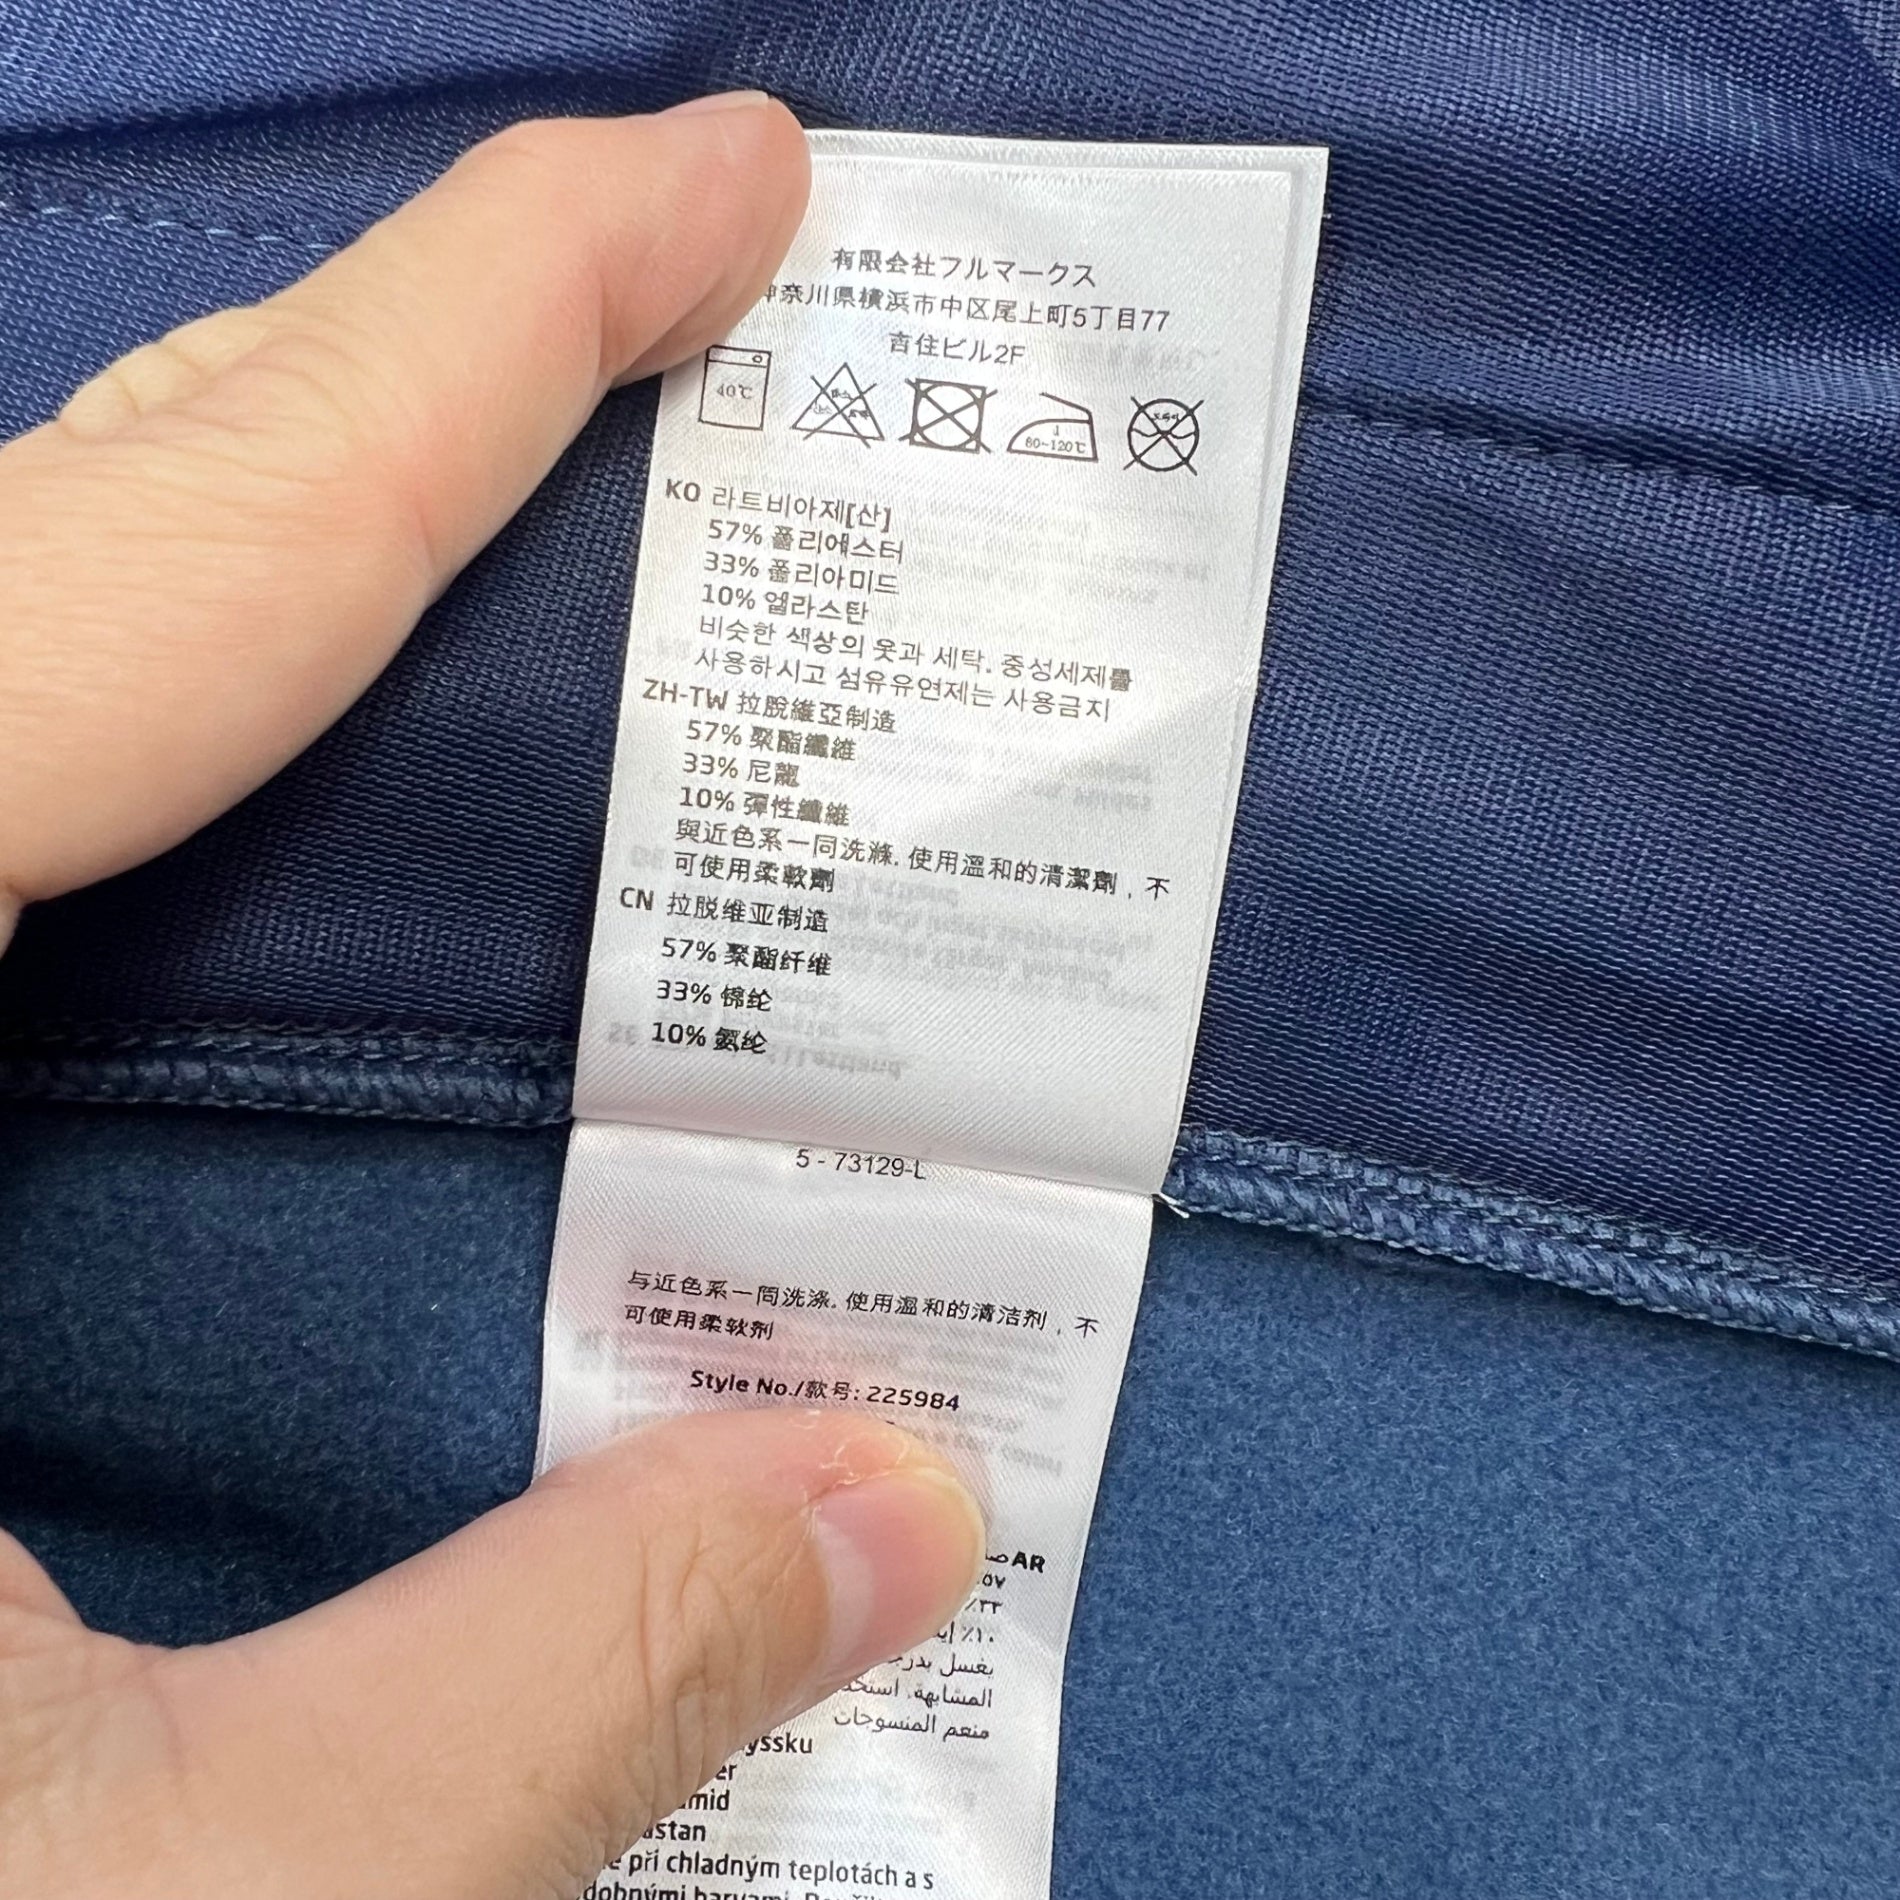 有限会社フルマークス
奈川県横浜市中区尾上町5丁目77
吉住ビル2F
40℃
80~120℃
KO 라트비아제[산]
57% 폴리에스터
33% 폴리아미드
10% 엘라스탄
비슷한 색상의 옷과 세탁. 중성세제를
사용하시고 섬유유연제는 사용금지
ZH-TW 拉脫維亞制造
57% 聚酯纖維
33% 尼龍
10% 彈性纖維
與近色系一同洗滌. 使用溫和的清潔劑 , 不
可使用柔軟劑
CN 拉脱维亚制造
57% 聚酯纤维
33% 锦纶
10% 氨纶
5 - 73129-L
与近色系一同洗涤. 使用温和的清洁剂 , 不
可使用柔软剂
Style No./款号: 225984
AR
٥٧
٣٣٪
١٠٪
يغسل
المشابهة.
منعم المنسوجات
yssku
er
mid
astan
při chladným teplotách a s